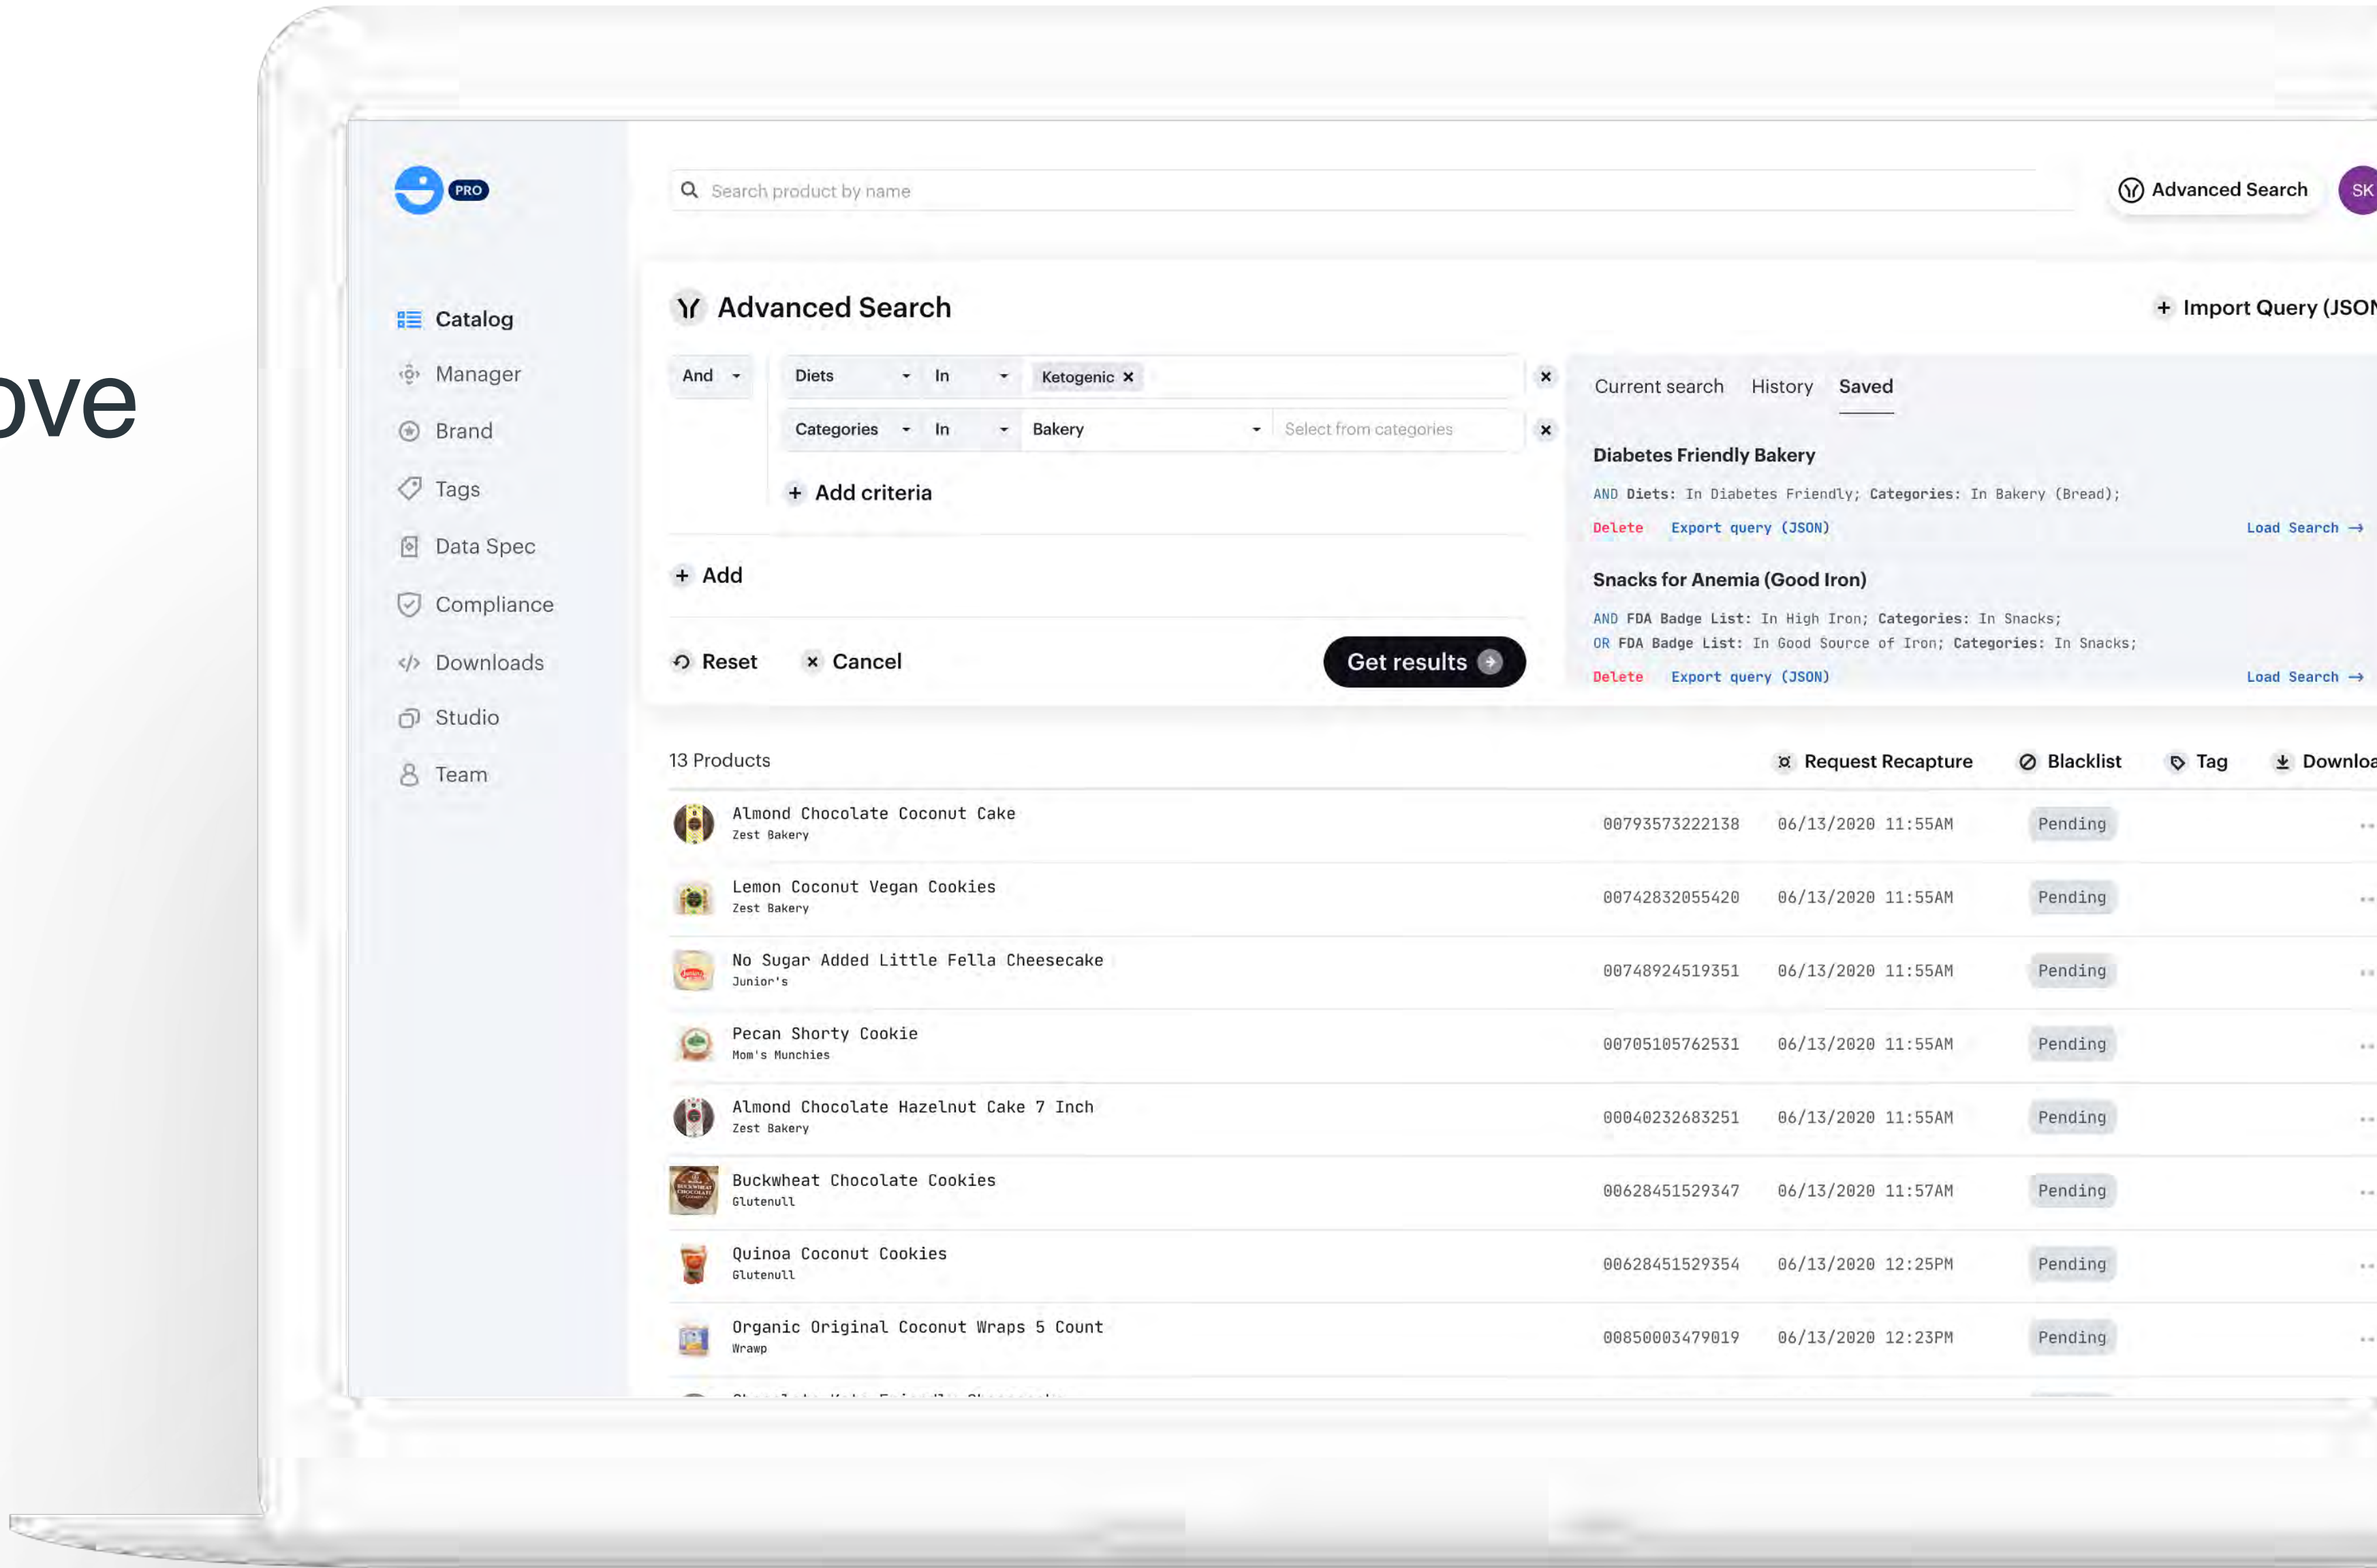 ove
PRO
Search product by name
Advanced Search
SK
Catalog
Manager
Brand
Tags
Data Spec
Compliance
Downloads
Studio
Team
Advanced Search
+ Import Query (JSON
And
Diets In Ketogenic ×
Categories In Bakery Select from categories
+ Add criteria
+ Add
Reset × Cancel
Get results
Current search History Saved
Diabetes Friendly Bakery
AND Diets: In Diabetes Friendly; Categories: In Bakery (Bread);
Delete Export query (JSON) Load Search →
Snacks for Anemia (Good Iron)
AND FDA Badge List: In High Iron; Categories: In Snacks;
OR FDA Badge List: In Good Source of Iron; Categories: In Snacks;
Delete Export query (JSON) Load Search →
13 Products Request Recapture Blacklist Tag Downloa
Almond Chocolate Coconut Cake
Zest Bakery
00793573222138 06/13/2020 11:55AM Pending
Lemon Coconut Vegan Cookies
Zest Bakery
00742832055420 06/13/2020 11:55AM Pending
No Sugar Added Little Fella Cheesecake
Junior's
00748924519351 06/13/2020 11:55AM Pending
Pecan Shorty Cookie
Mom's Munchies
00705105762531 06/13/2020 11:55AM Pending
Almond Chocolate Hazelnut Cake 7 Inch
Zest Bakery
00040232683251 06/13/2020 11:55AM Pending
Buckwheat Chocolate Cookies
Glutenull
00628451529347 06/13/2020 11:57AM Pending
Quinoa Coconut Cookies
Glutenull
00628451529354 06/13/2020 12:25PM Pending
Organic Original Coconut Wraps 5 Count
Wrawp
00850003479019 06/13/2020 12:23PM Pending